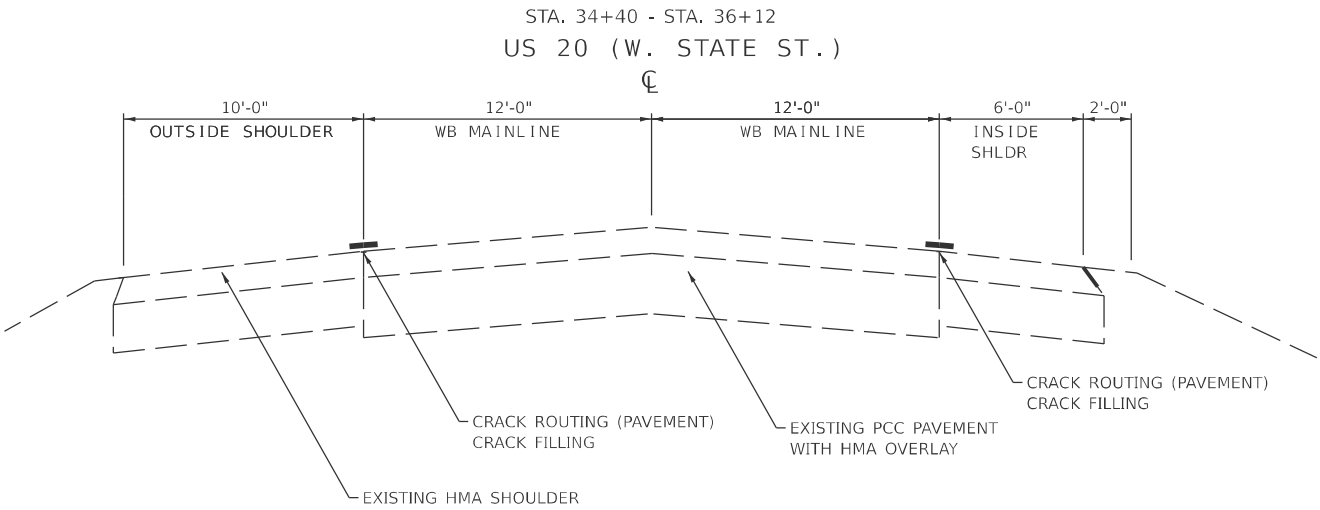 STA. 34+40 - STA. 36+12
US 20 (W. STATE ST.)
℄
10'-0" 12'-0" 12'-0" 6'-0" 2'-0"
OUTSIDE SHOULDER WB MAINLINE WB MAINLINE INSIDE
SHLDR
CRACK ROUTING (PAVEMENT)
CRACK FILLING
CRACK ROUTING (PAVEMENT)
CRACK FILLING
EXISTING PCC PAVEMENT
WITH HMA OVERLAY
EXISTING HMA SHOULDER